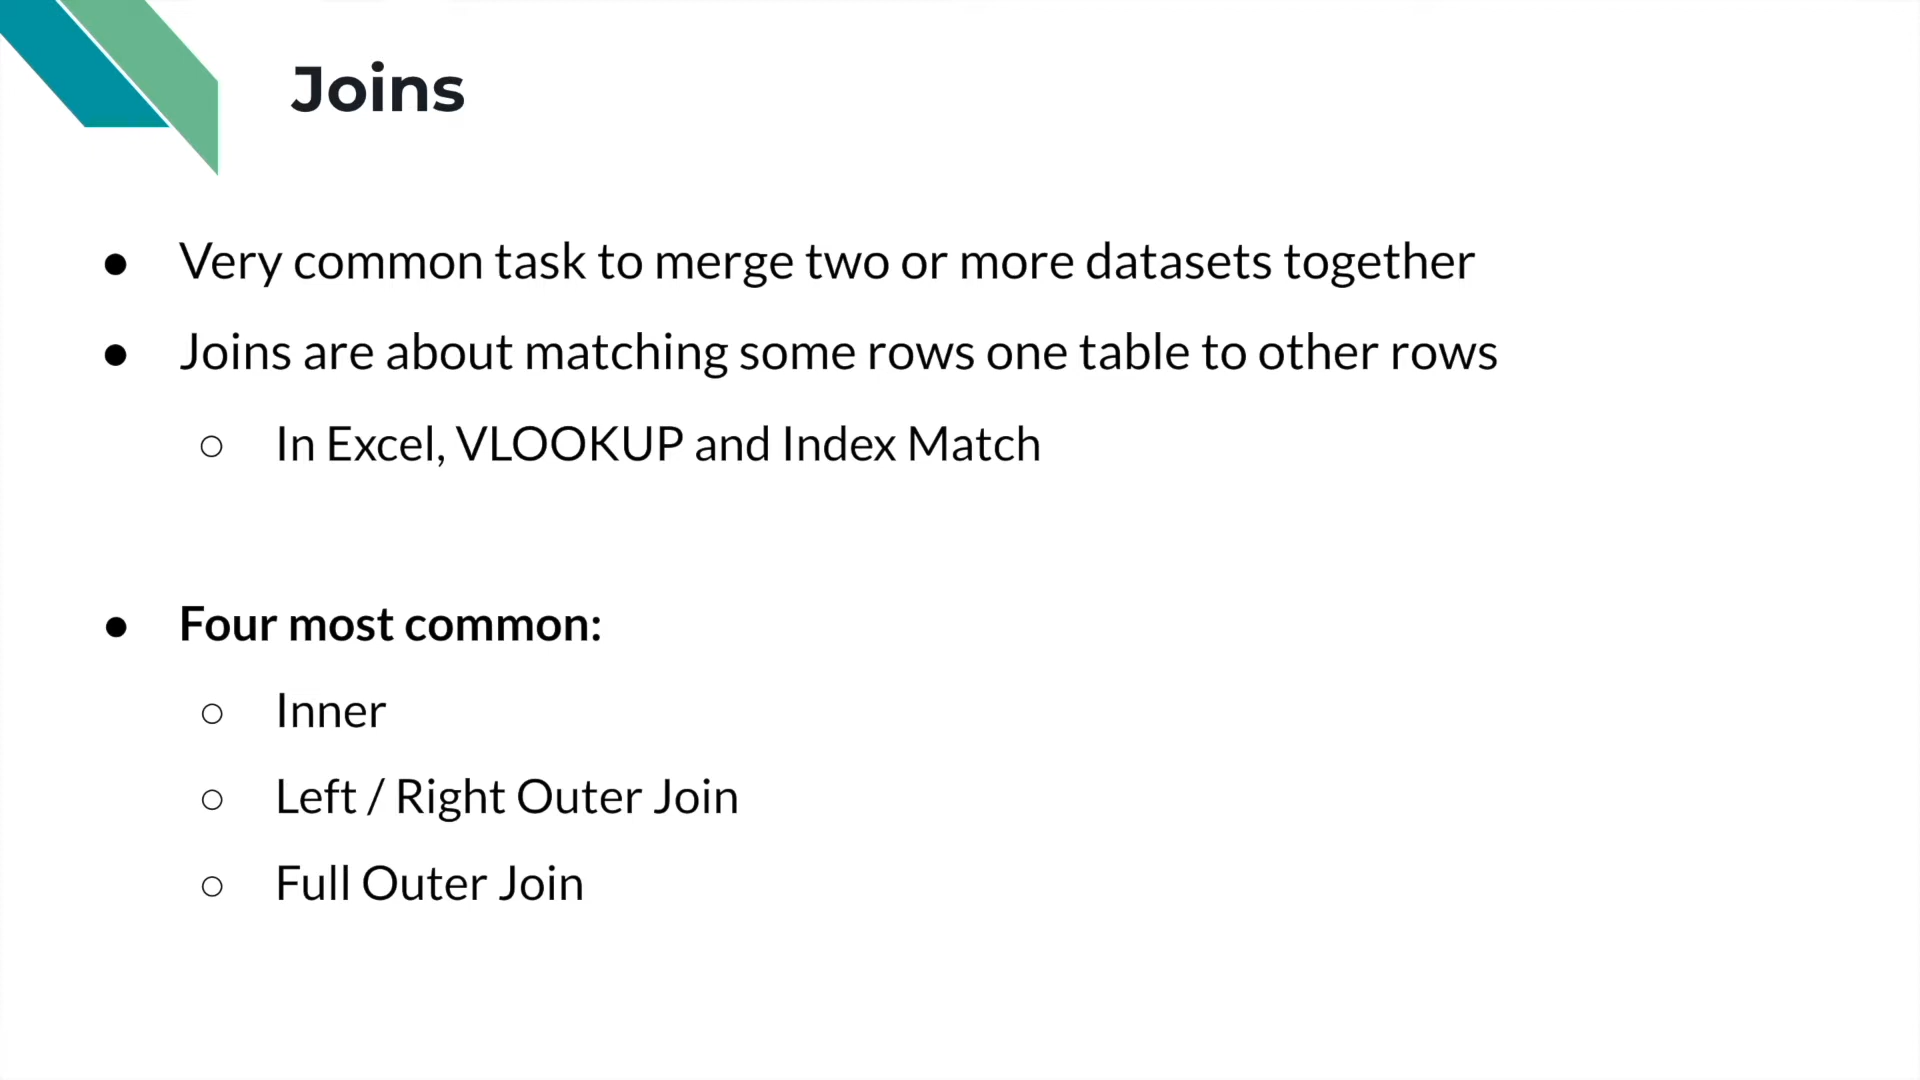 Joins
● Very common task to merge two or more datasets together
● Joins are about matching some rows one table to other rows
○ In Excel, VLOOKUP and Index Match
● Four most common:
○ Inner
○ Left / Right Outer Join
○ Full Outer Join